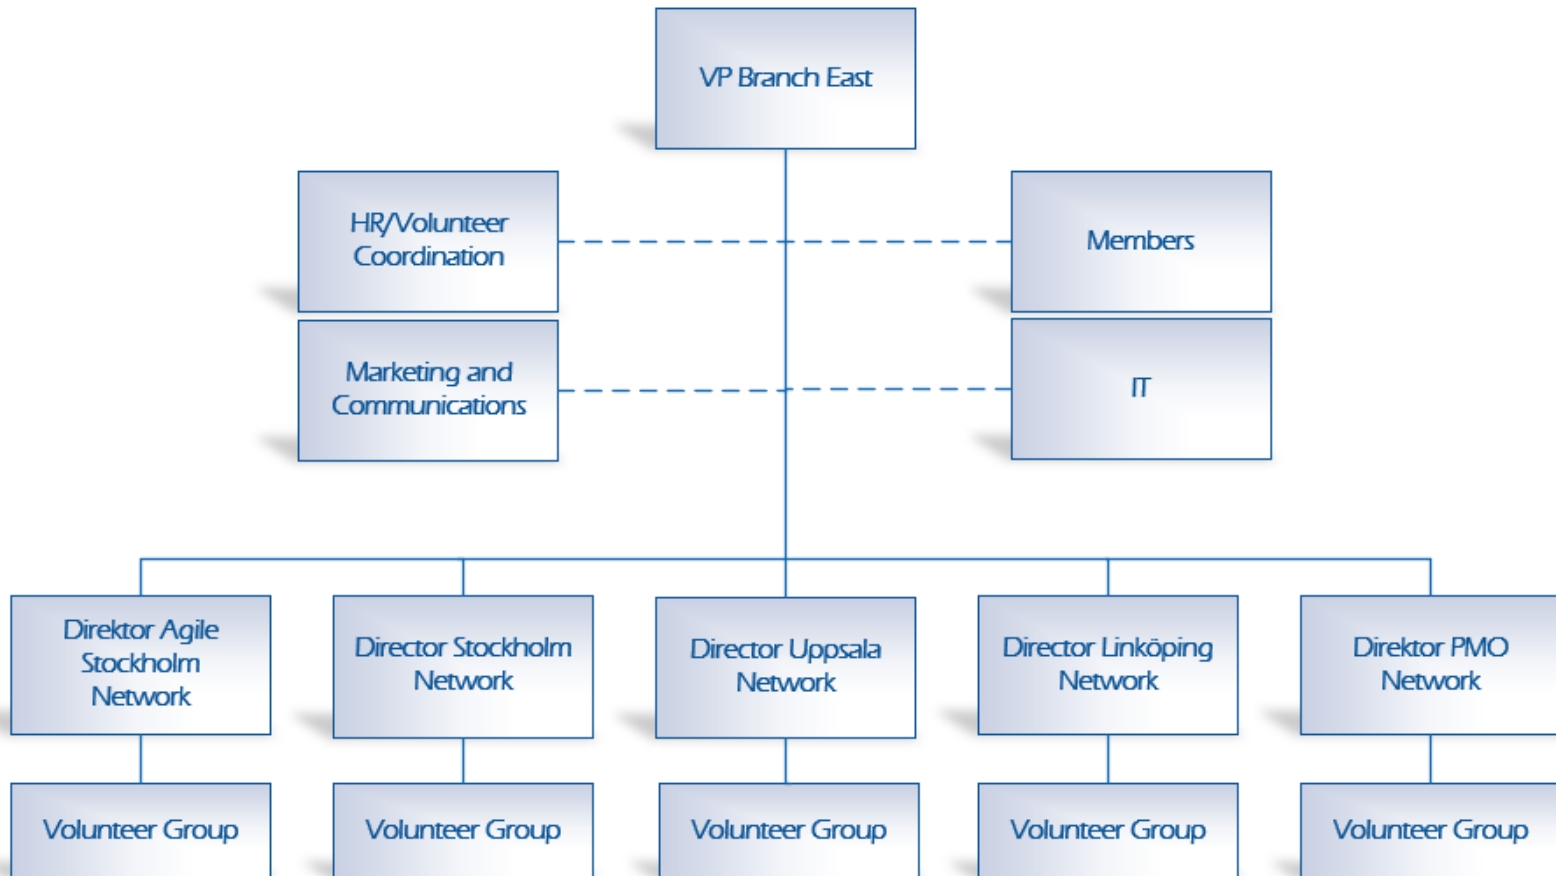 VP Branch East
HR/Volunteer
Coordination
Members
Marketing and
Communications
IT
Direktor Agile
Stockholm
Network
Director Stockholm
Network
Director Uppsala
Network
Director Linköping
Network
Direktor PMO
Network
Volunteer Group
Volunteer Group
Volunteer Group
Volunteer Group
Volunteer Group